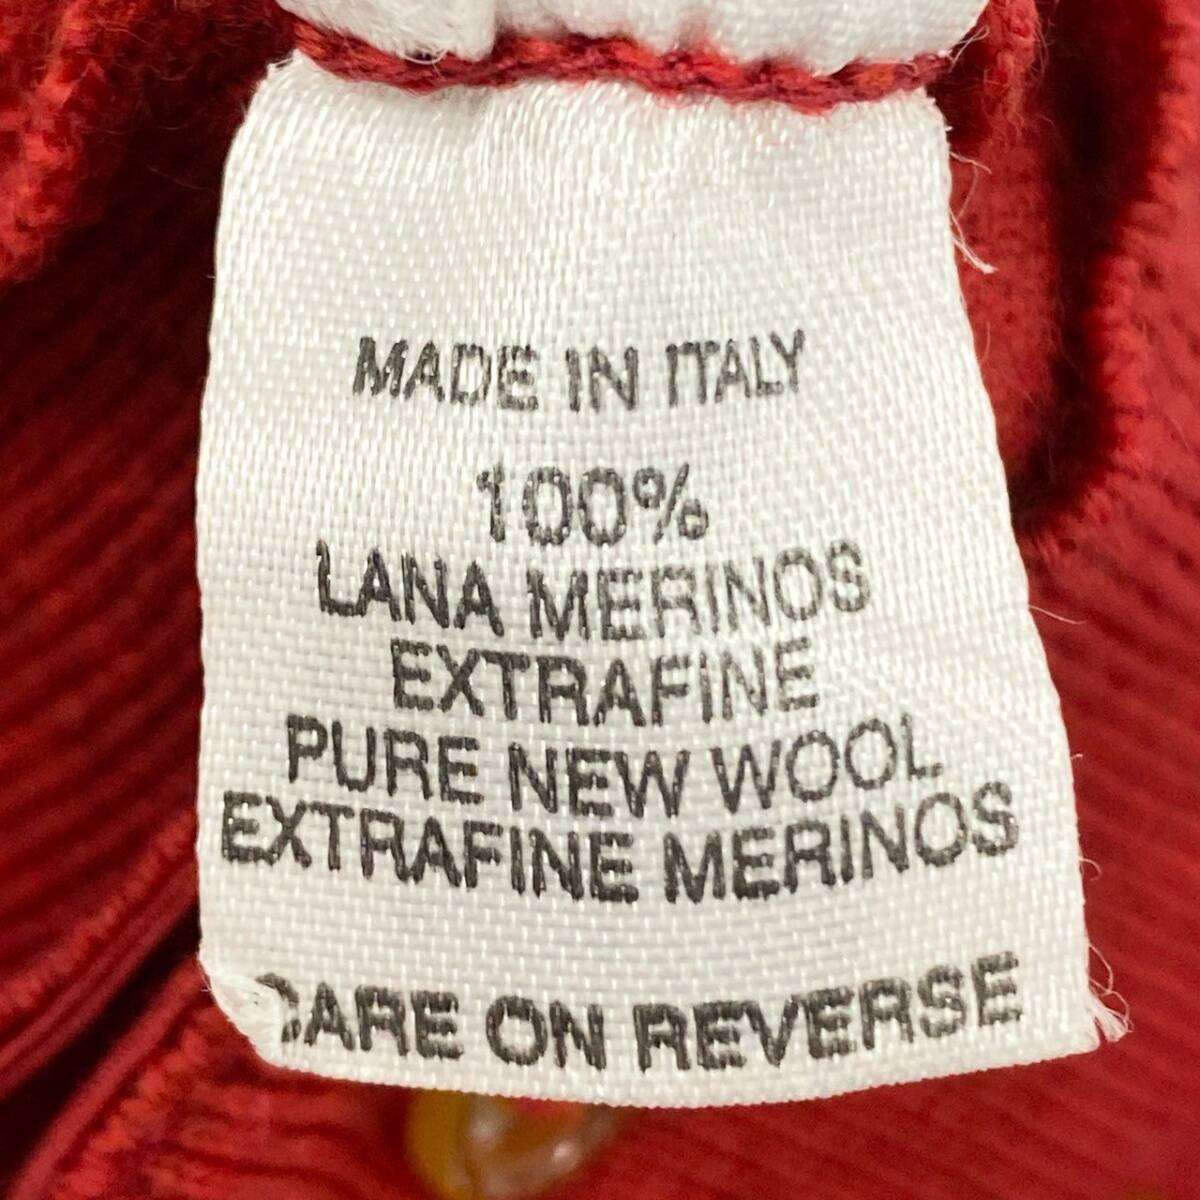 MADE IN ITALY
100%
LANA MERINOS
EXTRAFINE
PURE NEW WOOL
EXTRAFINE MERINOS
CARE ON REVERSE